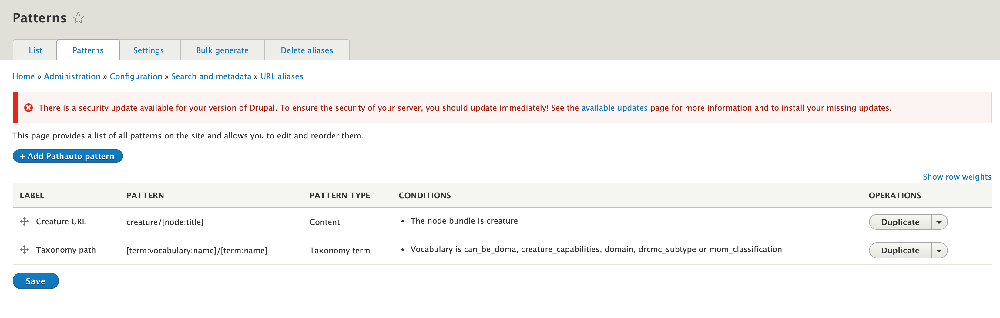 Patterns
List
Patterns
Settings
Bulk generate
Delete aliases
Home » Administration » Configuration » Search and metadata » URL aliases
There is a security update available for your version of Drupal. To ensure the security of your server, you should update immediately! See the available updates page for more information and to install your missing updates.
This page provides a list of all patterns on the site and allows you to edit and reorder them.
+ Add Pathauto pattern
Show row weights
LABEL PATTERN PATTERN TYPE CONDITIONS OPERATIONS
Creature URL creature/[node:title] Content • The node bundle is creature Duplicate
Taxonomy path [term:vocabulary:name]/[term:name] Taxonomy term • Vocabulary is can_be_doma, creature_capabilities, domain, drcmc_subtype or mom_classification Duplicate
Save